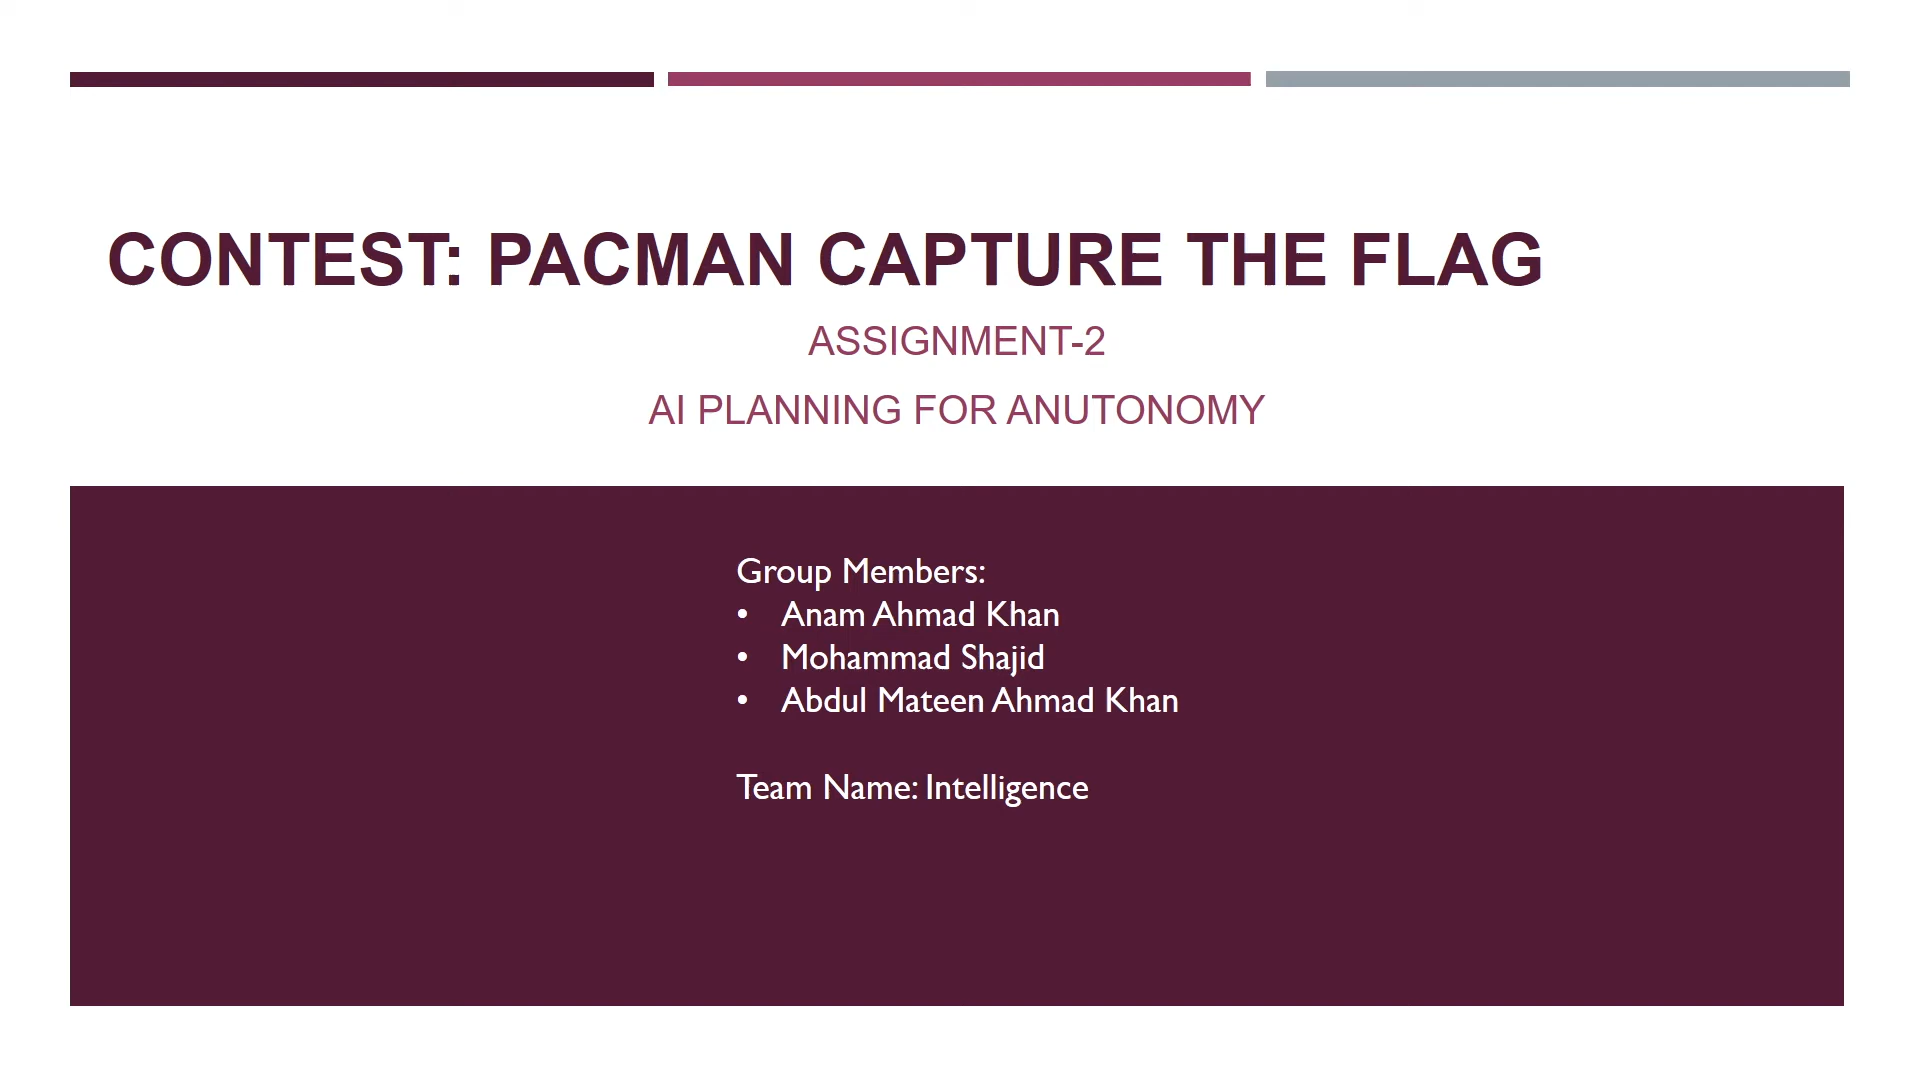 CONTEST: PACMAN CAPTURE THE FLAG
ASSIGNMENT-2
AI PLANNING FOR ANUTONOMY
Group Members:
• Anam Ahmad Khan
• Mohammad Shajid
• Abdul Mateen Ahmad Khan
Team Name: Intelligence